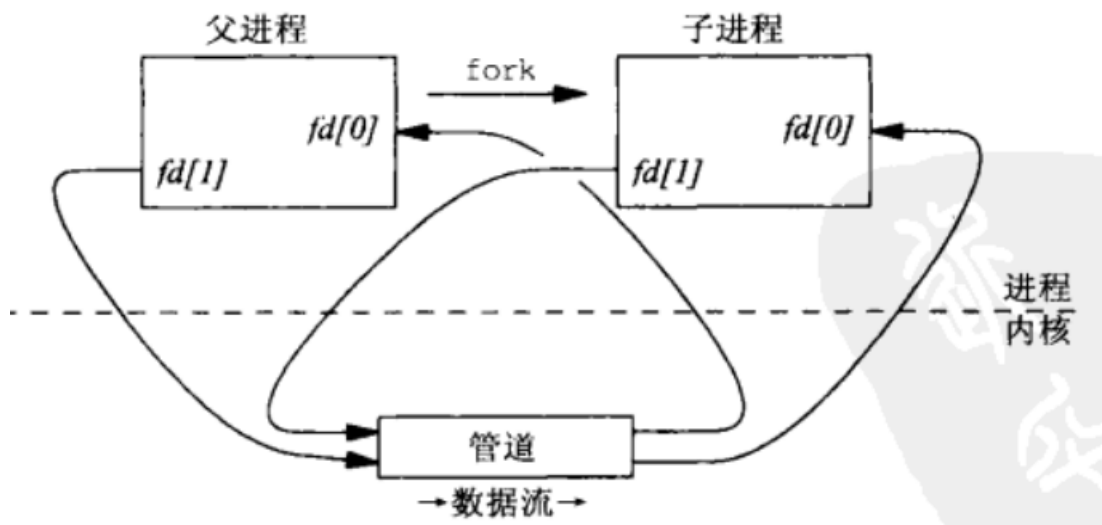 父进程
子进程
fork
fd[0]
fd[1]
fd[0]
fd[1]
进程
内核
管道
→数据流→